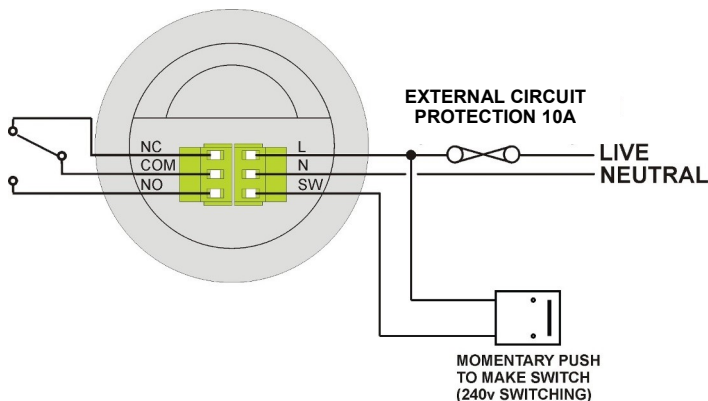 EXTERNAL CIRCUIT
PROTECTION 10A
NC
L
LIVE
COM
N
NEUTRAL
NO
SW
MOMENTARY PUSH
TO MAKE SWITCH
(240v SWITCHING)